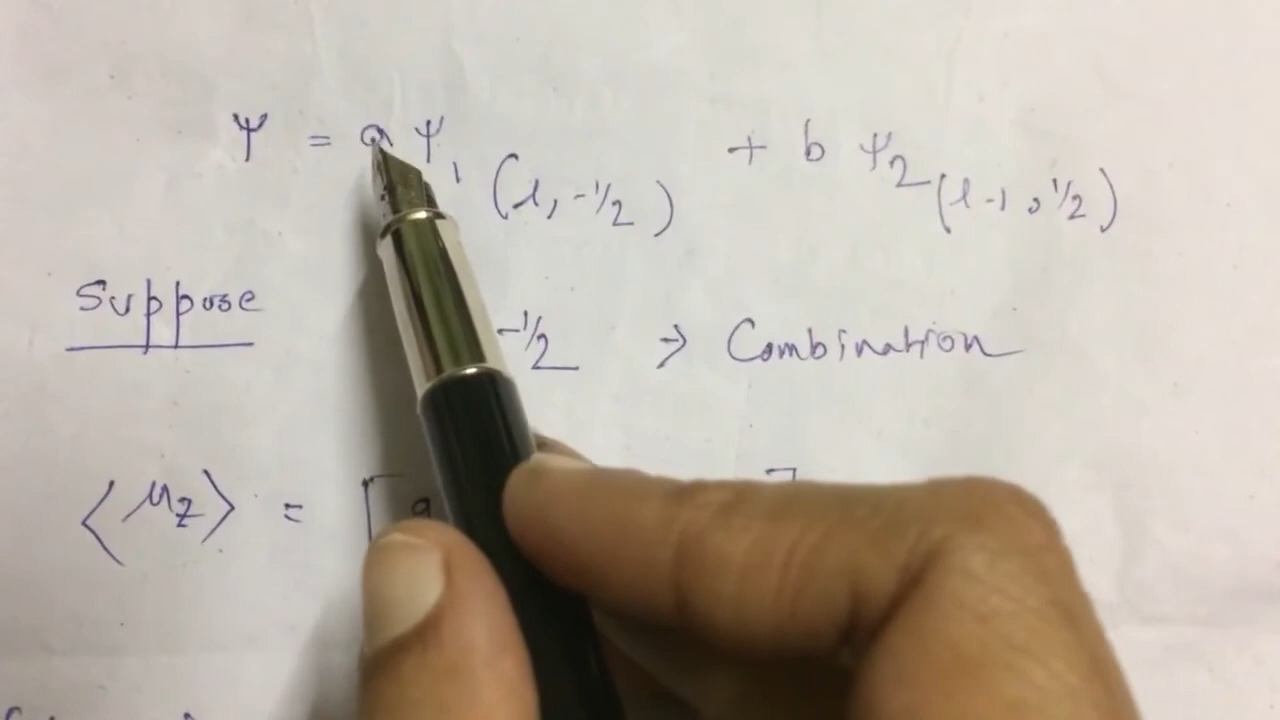 Ψ = a Ψ₁ (l, -1/2) + b Ψ₂ (l-1, 1/2)
Suppose -1/2 → Combination
⟨μz⟩ = [